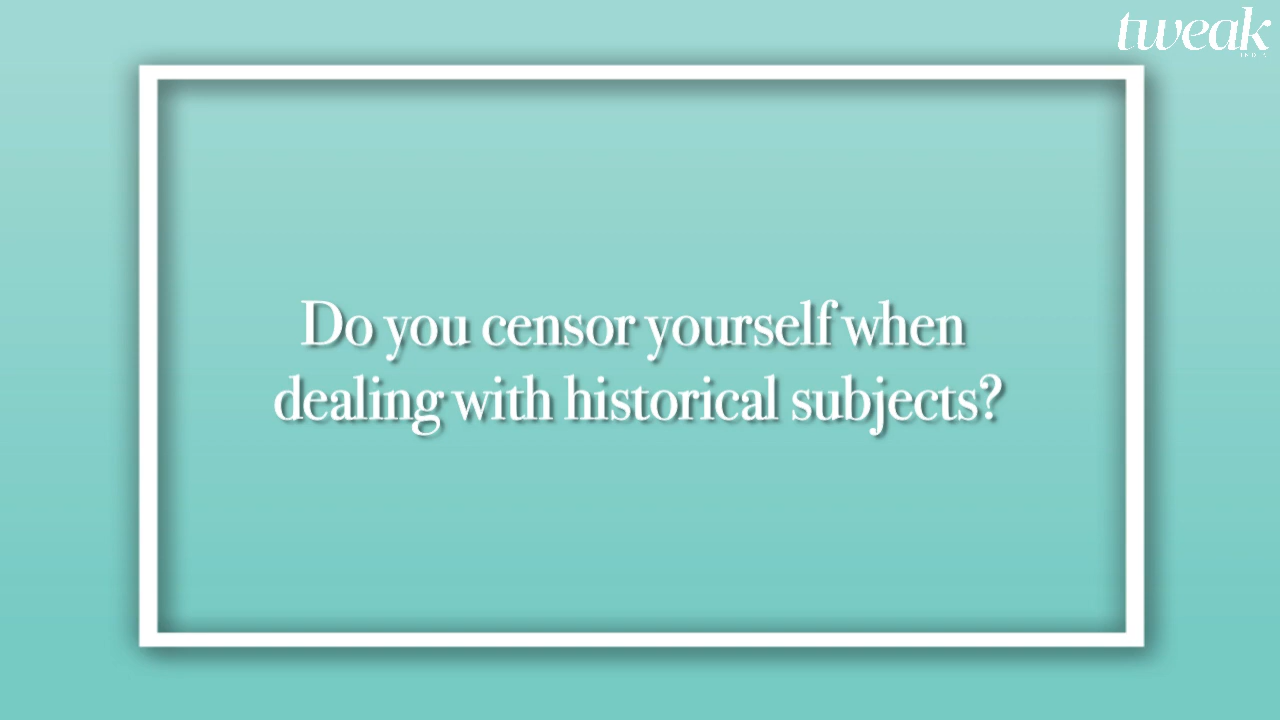 tweak
Do you censor yourself when
dealing with historical subjects?